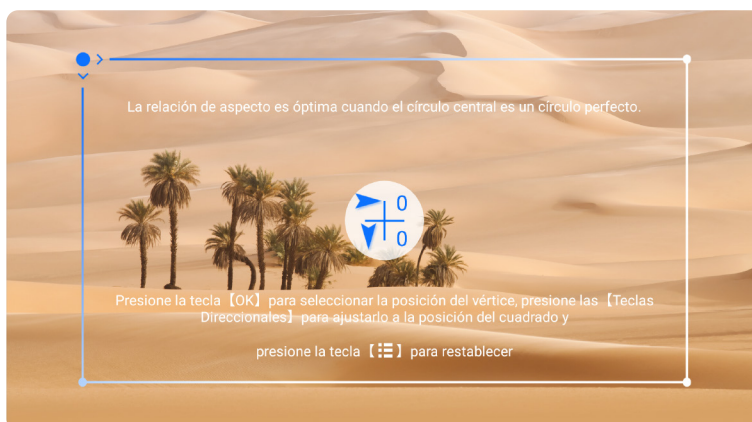 La relación de aspecto es óptima cuando el círculo central es un círculo perfecto.
0
0
Presione la tecla【OK】para seleccionar la posición del vértice, presione las【Teclas
Direccionales】para ajustarlo a la posición del cuadrado y
presione la tecla【】para restablecer